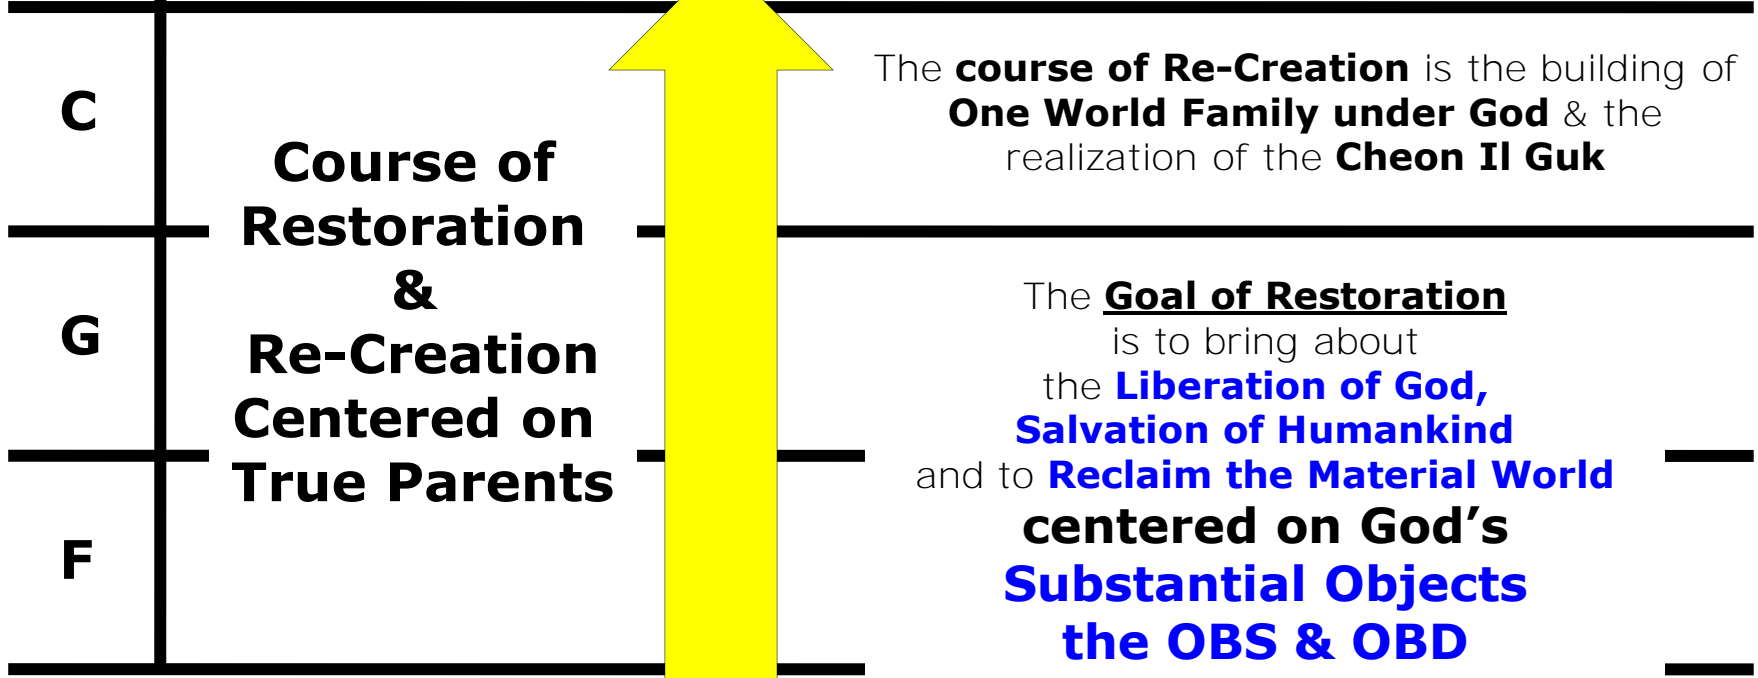 C
G
F
Course of
Restoration
&
Re-Creation
Centered on
True Parents
The course of Re-Creation is the building of
One World Family under God & the
realization of the Cheon Il Guk
The Goal of Restoration
is to bring about
the Liberation of God,
Salvation of Humankind
and to Reclaim the Material World
centered on God’s
Substantial Objects
the OBS & OBD